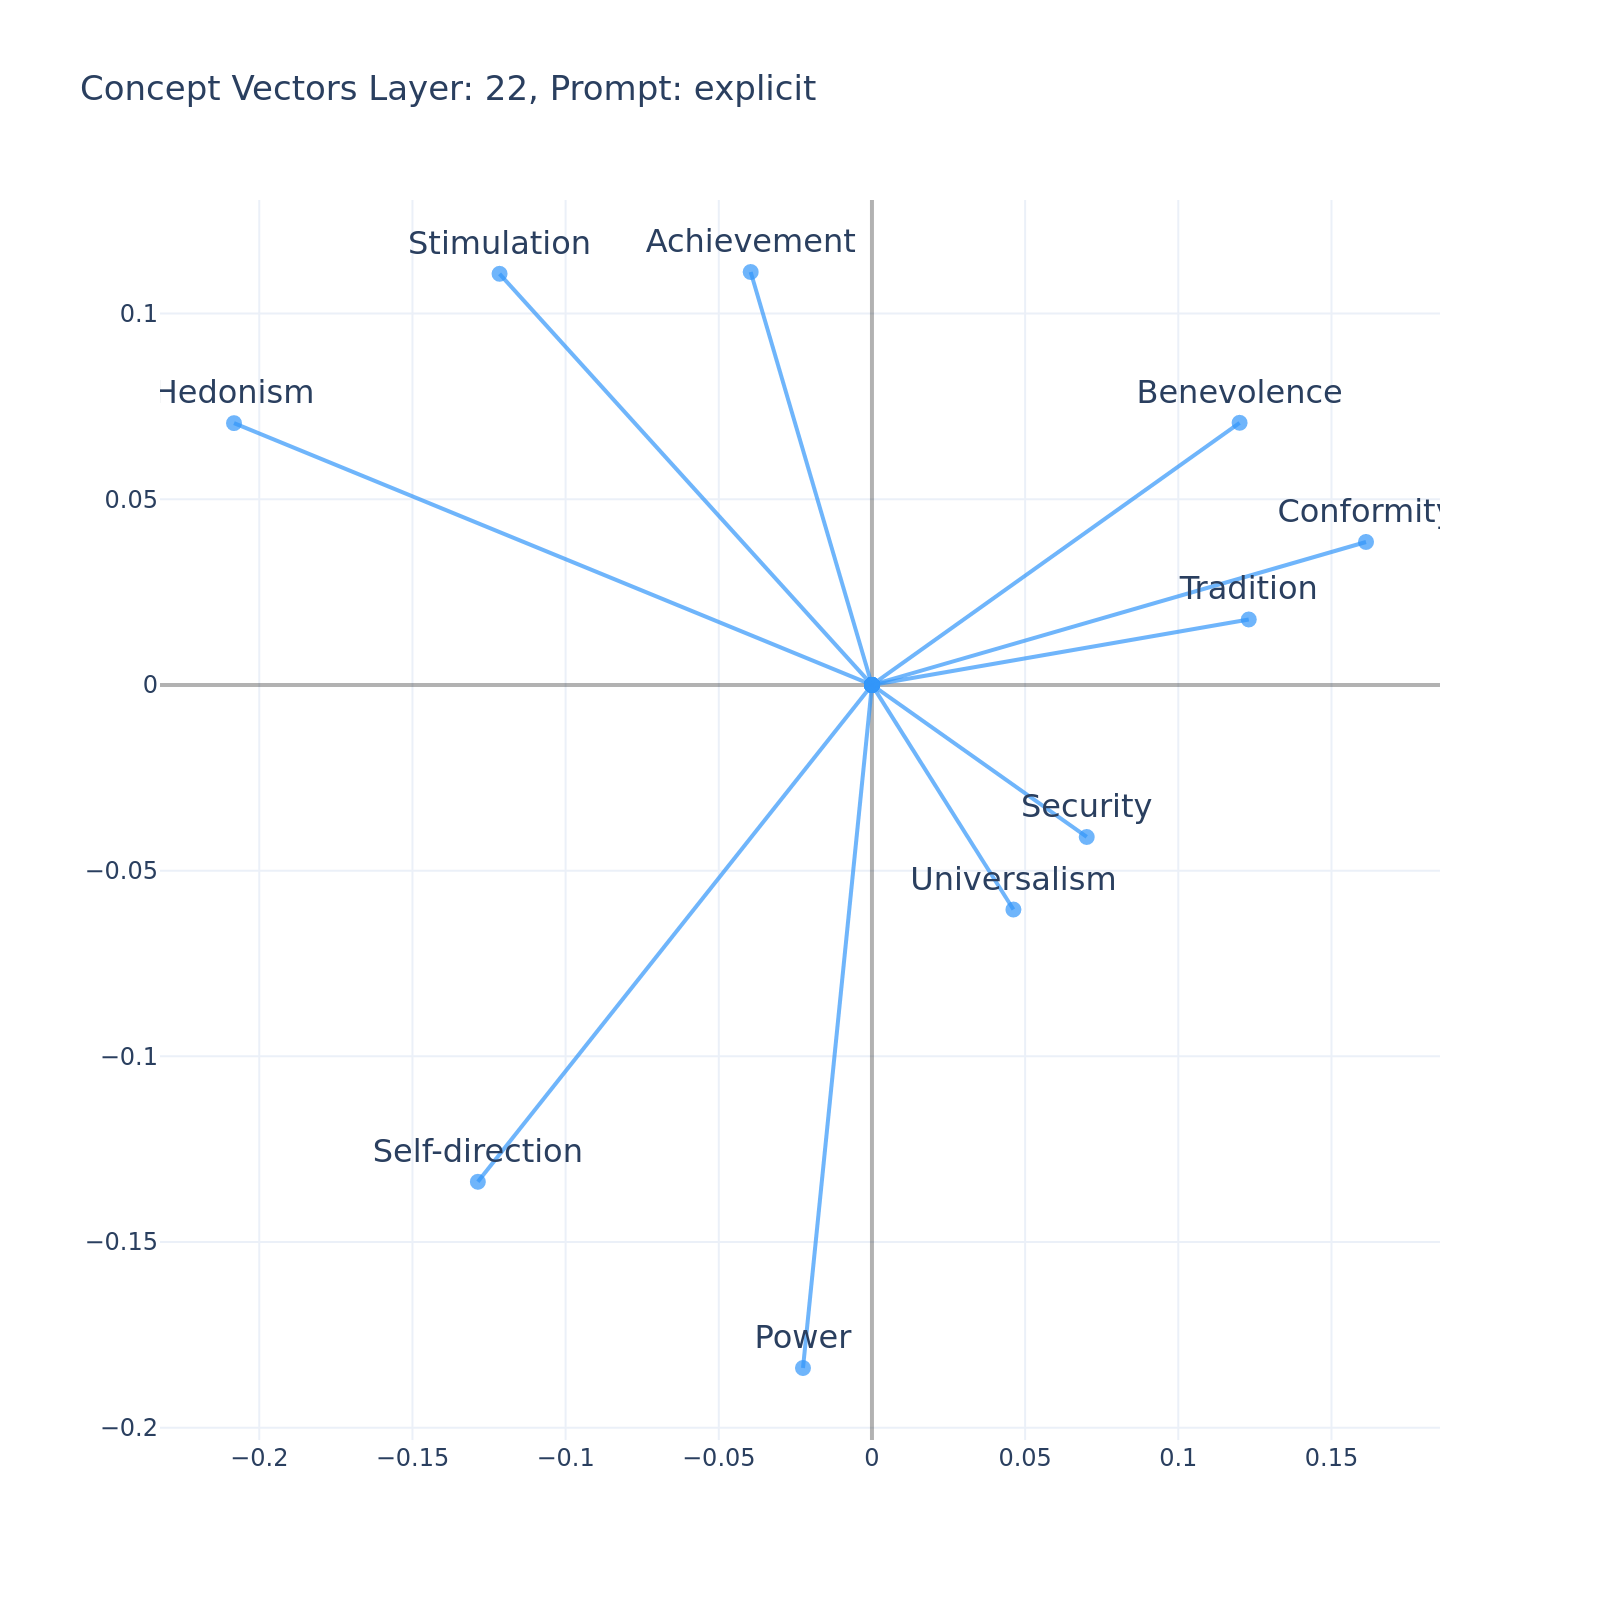 Concept Vectors Layer: 22, Prompt: explicit
Stimulation
Achievement
0.1
Hedonism
Benevolence
0.05
Conformity
Tradition
0
Security
−0.05
Universalism
−0.1
Self-direction
−0.15
Power
−0.2
−0.2
−0.15
−0.1
−0.05
0
0.05
0.1
0.15